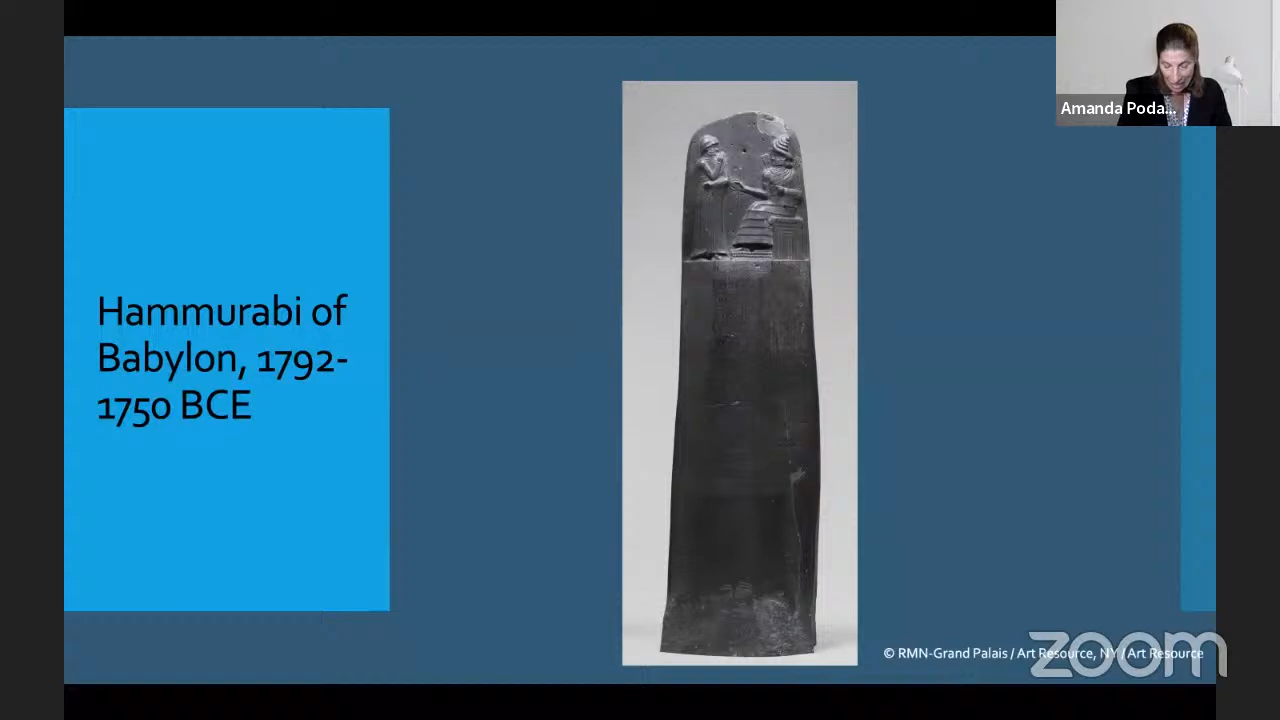 Amanda Poda...
Hammurabi of
Babylon, 1792-
1750 BCE
© RMN-Grand Palais / Art Resource, NY / Art Resource
zoom